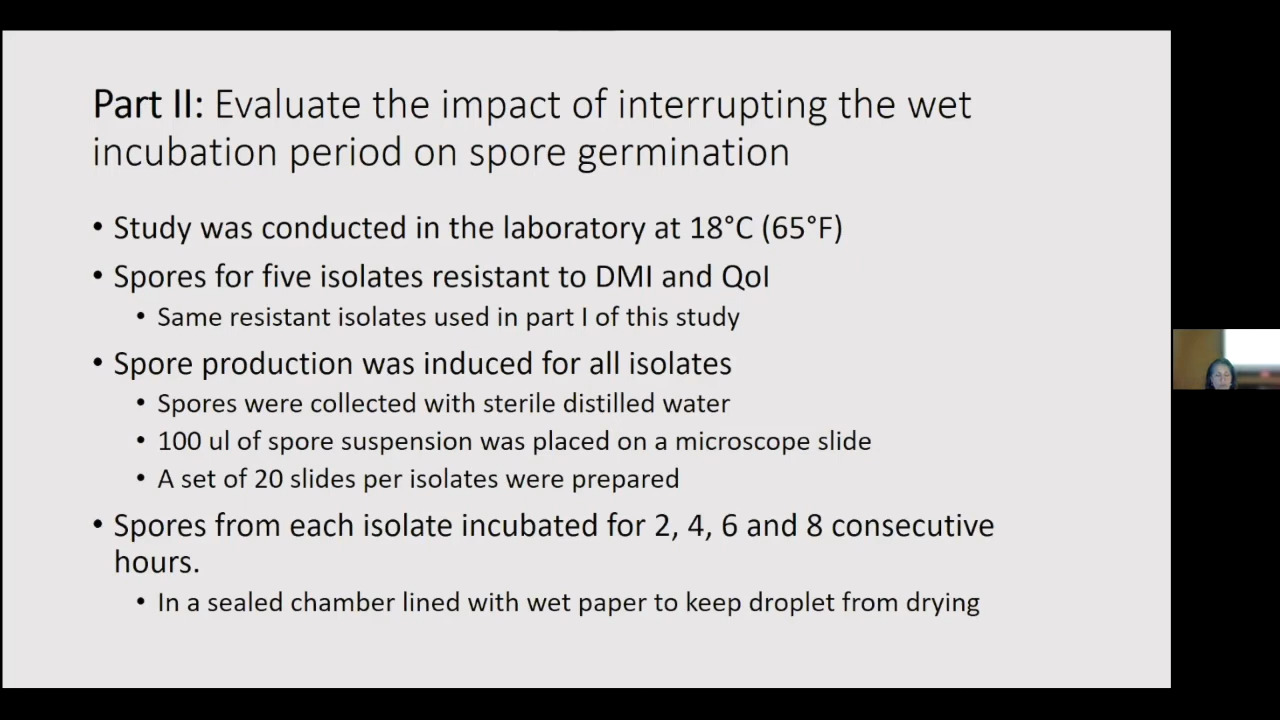 Part II: Evaluate the impact of interrupting the wet
incubation period on spore germination
• Study was conducted in the laboratory at 18°C (65°F)
• Spores for five isolates resistant to DMI and QoI
• Same resistant isolates used in part I of this study
• Spore production was induced for all isolates
• Spores were collected with sterile distilled water
• 100 ul of spore suspension was placed on a microscope slide
• A set of 20 slides per isolates were prepared
• Spores from each isolate incubated for 2, 4, 6 and 8 consecutive
hours.
• In a sealed chamber lined with wet paper to keep droplet from drying